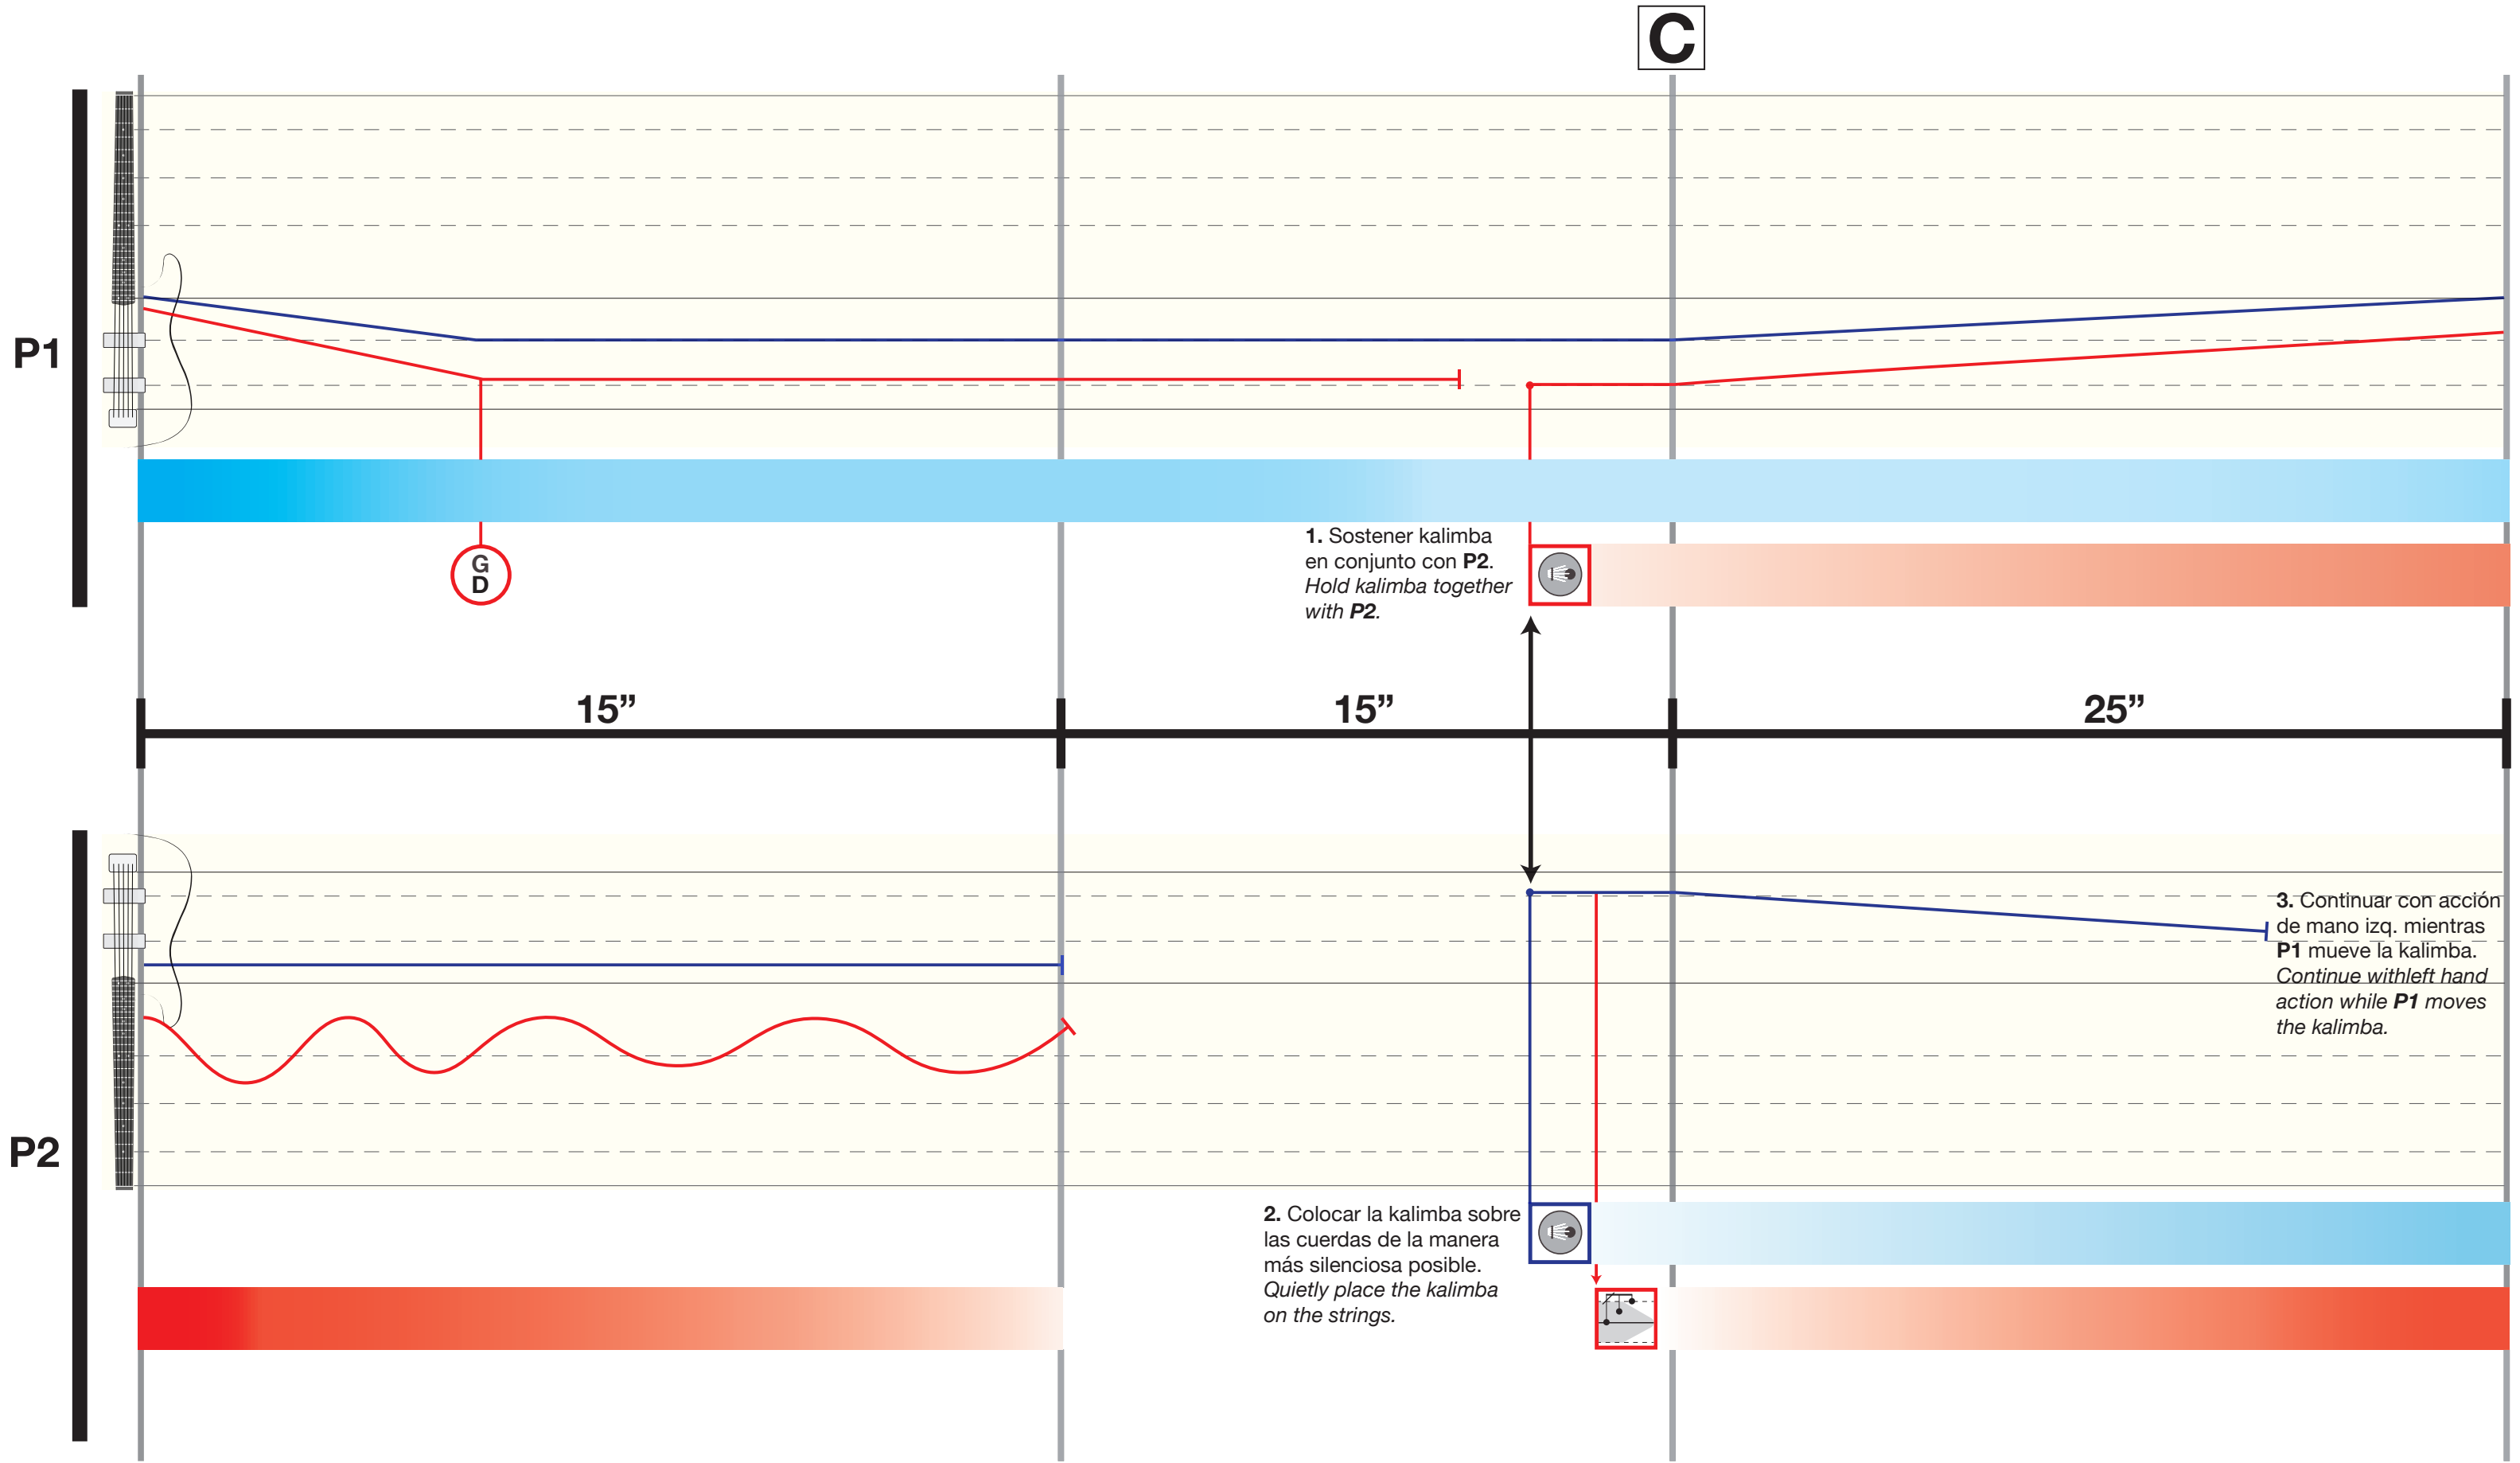 C
P1
G
D
1. Sostener kalimba
en conjunto con P2.
Hold kalimba together
with P2.
15”
15”
25”
P2
3. Continuar con acción
de mano izq. mientras
P1 mueve la kalimba.
Continue withleft hand
action while P1 moves
the kalimba.
2. Colocar la kalimba sobre
las cuerdas de la manera
más silenciosa posible.
Quietly place the kalimba
on the strings.